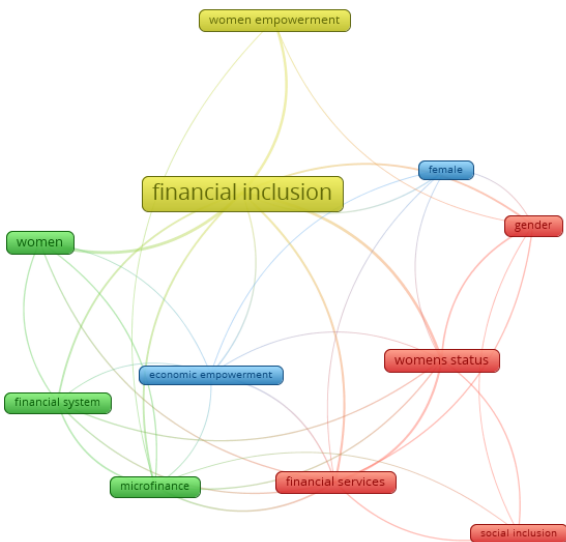 women empowerment
female
financial inclusion
gender
women
womens status
economic empowerment
financial system
financial services
microfinance
social inclusion